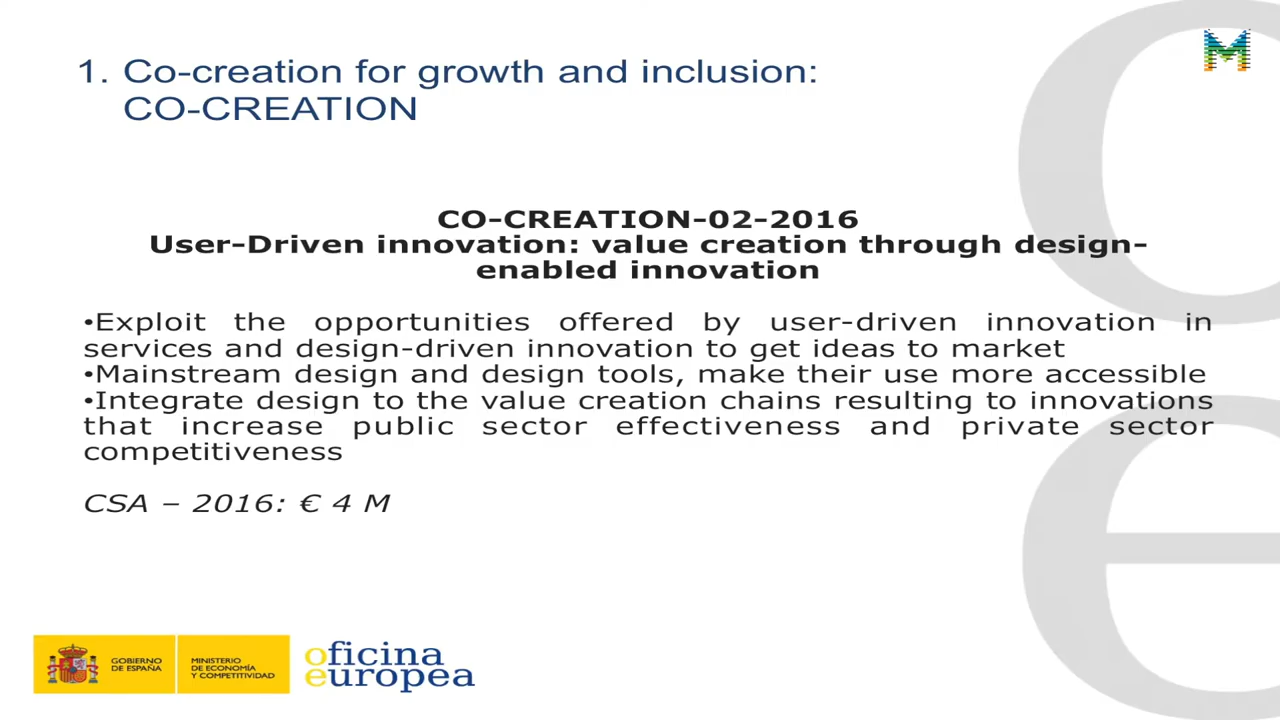 1. Co-creation for growth and inclusion:
CO-CREATION
CO-CREATION-02-2016
User-Driven innovation: value creation through design-
enabled innovation
•Exploit the opportunities offered by user-driven innovation in
services and design-driven innovation to get ideas to market
•Mainstream design and design tools, make their use more accessible
•Integrate design to the value creation chains resulting to innovations
that increase public sector effectiveness and private sector
competitiveness
CSA – 2016: € 4 M
GOBIERNO
DE ESPAÑA
MINISTERIO
DE ECONOMÍA
Y COMPETITIVIDAD
oficina
europea